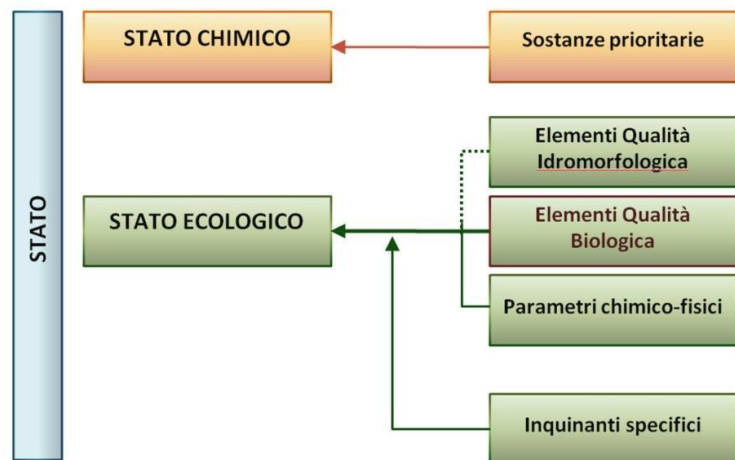 STATO
STATO CHIMICO
Sostanze prioritarie
STATO ECOLOGICO
Elementi Qualità
Idromorfologica
Elementi Qualità
Biologica
Parametri chimico-fisici
Inquinanti specifici